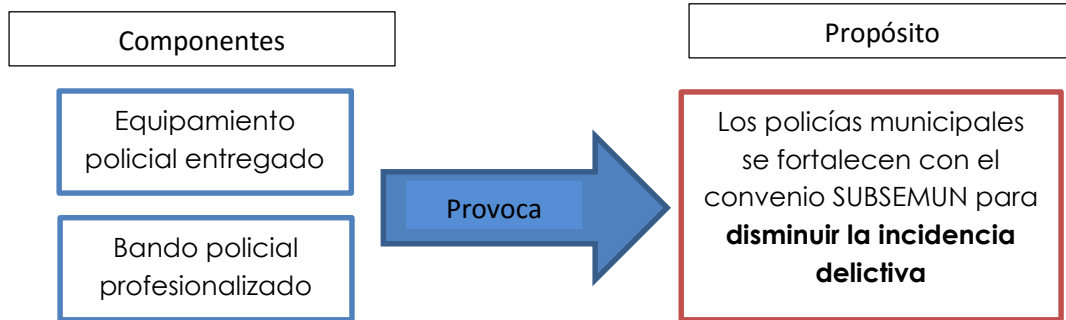 Componentes
Equipamiento
policial entregado
Bando policial
profesionalizado
Provoca
Propósito
Los policías municipales
se fortalecen con el
convenio SUBSEMUN para
disminuir la incidencia
delictiva